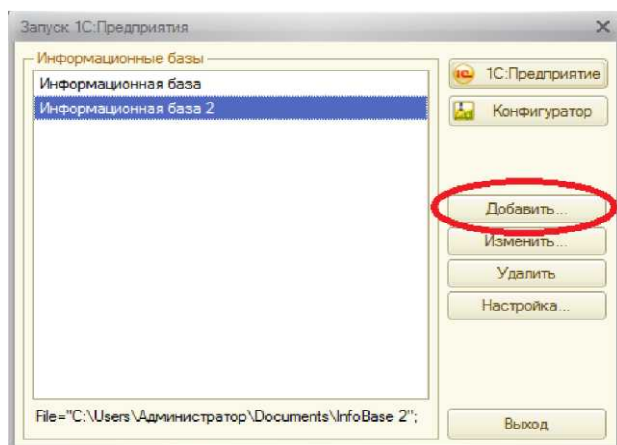 Запуск 1С:Предприятия
Информационные базы
Информационная база
Информационная база 2
1С:Предприятие
Конфигуратор
Добавить...
Изменить...
Удалить
Настройка...
File="C:\Users\Администратор\Documents\InfoBase 2";
Выход